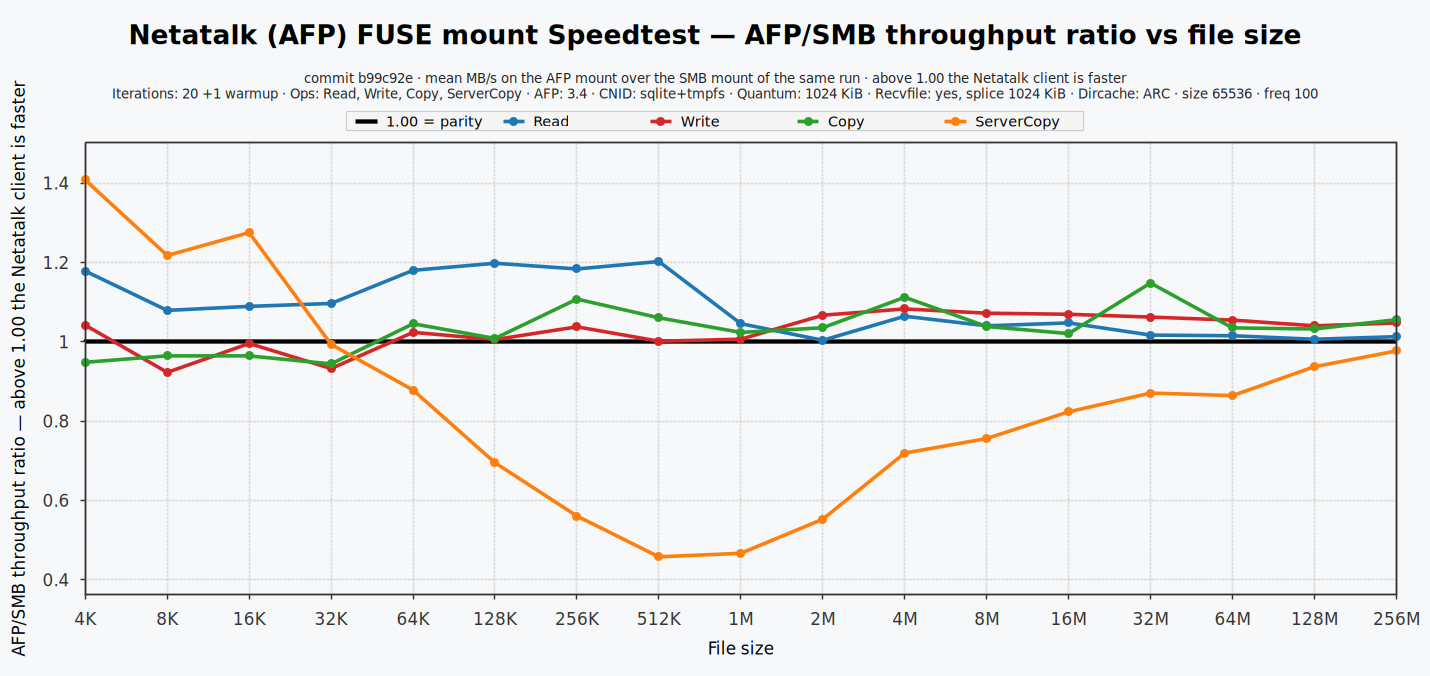 Netatalk (AFP) FUSE mount Speedtest — AFP/SMB throughput ratio vs file size
commit b99c92e · mean MB/s on the AFP mount over the SMB mount of the same run · above 1.00 the Netatalk client is faster
Iterations: 20 +1 warmup · Ops: Read, Write, Copy, ServerCopy · AFP: 3.4 · CNID: sqlite+tmpfs · Quantum: 1024 KiB · Recvfile: yes, splice 1024 KiB · Dircache: ARC · size 65536 · freq 100
1.00 = parity Read Write Copy ServerCopy
AFP/SMB throughput ratio — above 1.00 the Netatalk client is faster
1.4
1.2
1
0.8
0.6
0.4
4K 8K 16K 32K 64K 128K 256K 512K 1M 2M 4M 8M 16M 32M 64M 128M 256M
File size